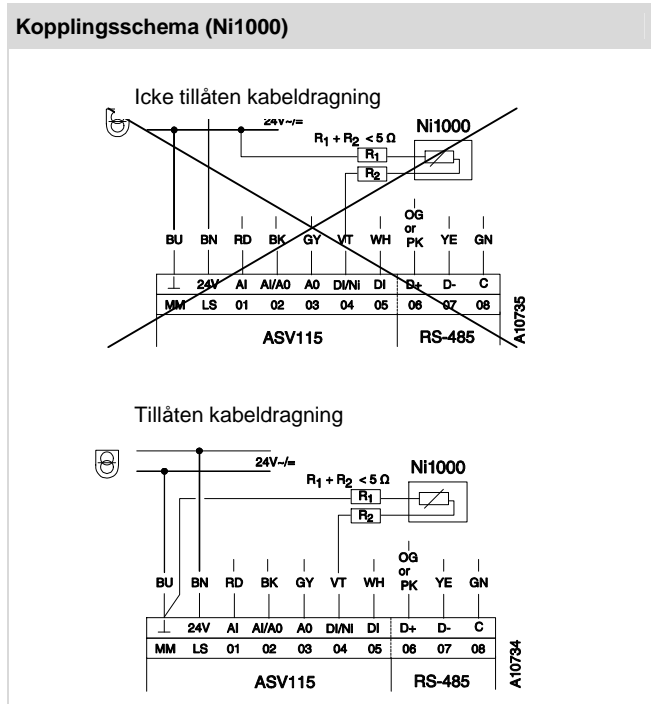 Kopplingsschema (Ni1000)
Icke tillåten kabeldragning
24V~/=
Ni1000
R1 + R2 < 5 Ω
R1
R2
OG
or
BU BN RD BK GY VT WH PK YE GN
⊥ 24V AI AI/A0 A0 DI/Ni DI D+ D- C
MM LS 01 02 03 04 05 06 07 08
ASV115 RS-485
A10735
Tillåten kabeldragning
24V~/=
Ni1000
R1 + R2 < 5 Ω
R1
R2
OG
or
BU BN RD BK GY VT WH PK YE GN
⊥ 24V AI AI/A0 A0 DI/NI DI D+ D- C
MM LS 01 02 03 04 05 06 07 08
ASV115 RS-485
A10734